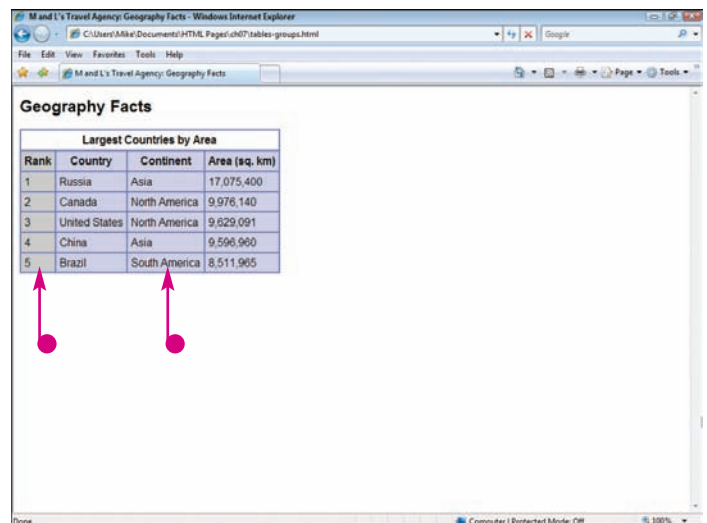 M and L's Travel Agency: Geography Facts - Windows Internet Explorer
C:\Users\Mike\Documents\HTML Pages\ch07\tables-groups.html
Google
File Edit View Favorites Tools Help
M and L's Travel Agency: Geography Facts
Page Tools
Geography Facts
Largest Countries by Area
Rank Country Continent Area (sq. km)
1 Russia Asia 17,075,400
2 Canada North America 9,976,140
3 United States North America 9,629,091
4 China Asia 9,596,960
5 Brazil South America 8,511,965
Done
Computer | Protected Mode: Off
100%